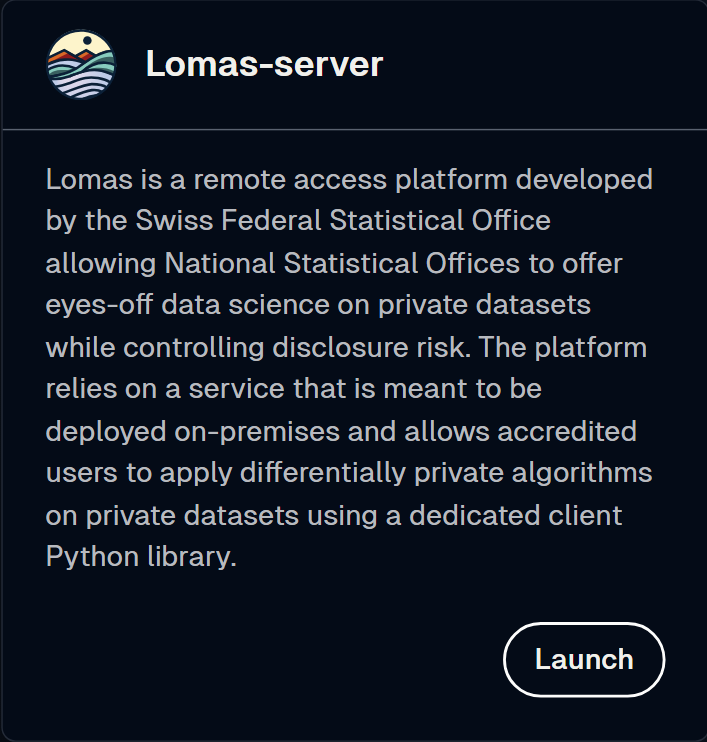 Lomas-server
Lomas is a remote access platform developed
by the Swiss Federal Statistical Office
allowing National Statistical Offices to offer
eyes-off data science on private datasets
while controlling disclosure risk. The platform
relies on a service that is meant to be
deployed on-premises and allows accredited
users to apply differentially private algorithms
on private datasets using a dedicated client
Python library.
Launch